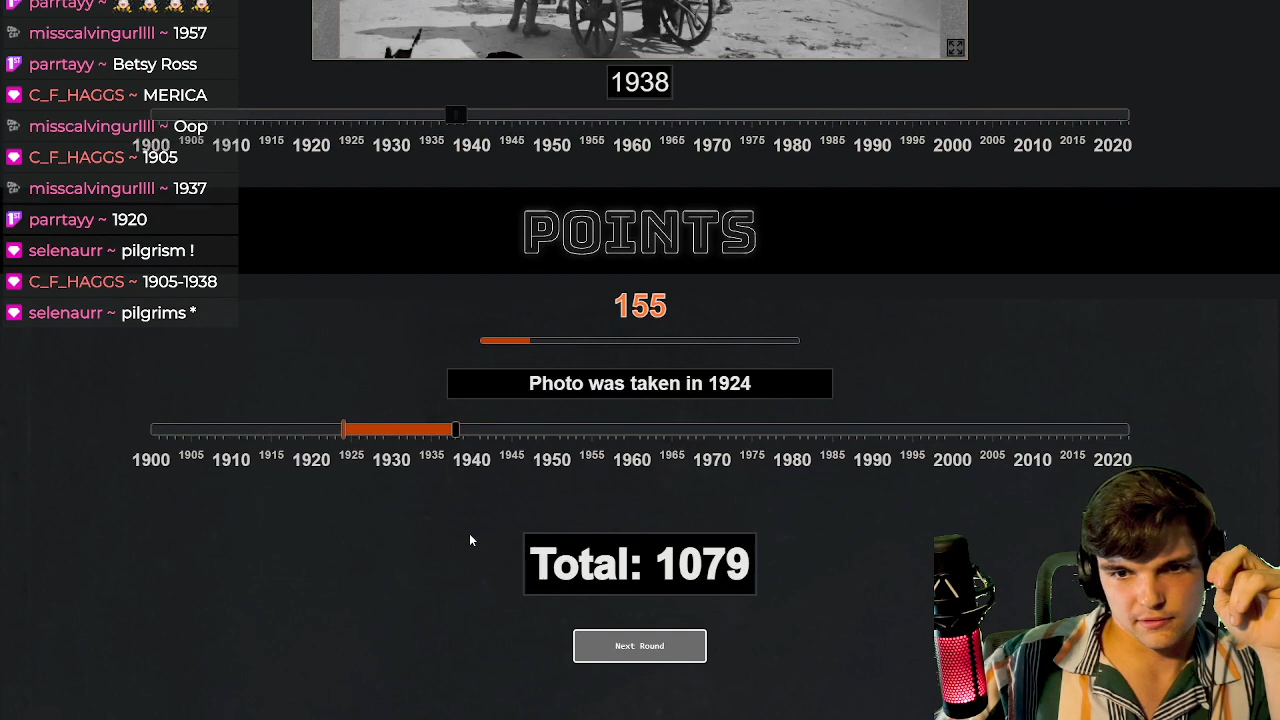 parrtayy ~
misscalvingurllll ~ 1957
parrtayy ~ Betsy Ross
C_F_HAGGS ~ MERICA
misscalvingurllll ~ Oop
C_F_HAGGS ~ 1905
misscalvingurllll ~ 1937
parrtayy ~ 1920
selenaurr ~ pilgrism !
C_F_HAGGS ~ 1905-1938
selenaurr ~ pilgrims *
1938
1900 1905 1910 1915 1920 1925 1930 1935 1940 1945 1950 1955 1960 1965 1970 1975 1980 1985 1990 1995 2000 2005 2010 2015 2020
POINTS
155
Photo was taken in 1924
1900 1905 1910 1915 1920 1925 1930 1935 1940 1945 1950 1955 1960 1965 1970 1975 1980 1985 1990 1995 2000 2005 2010 2015 2020
Total: 1079
Next Round